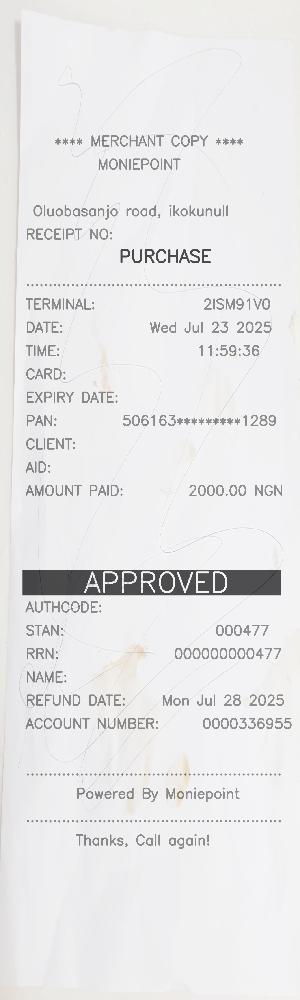 **** MERCHANT COPY ****
MONIEPOINT
Oluobasanjo road, ikokunull
RECEIPT NO:
PURCHASE
TERMINAL: 2ISM91V0
DATE: Wed Jul 23 2025
TIME: 11:59:36
CARD:
EXPIRY DATE:
PAN: 506163*********1289
CLIENT:
AID:
AMOUNT PAID: 2000.00 NGN
APPROVED
AUTHCODE:
STAN: 000477
RRN: 000000000477
NAME:
REFUND DATE: Mon Jul 28 2025
ACCOUNT NUMBER: 0000336955
Powered By Moniepoint
Thanks, Call again!